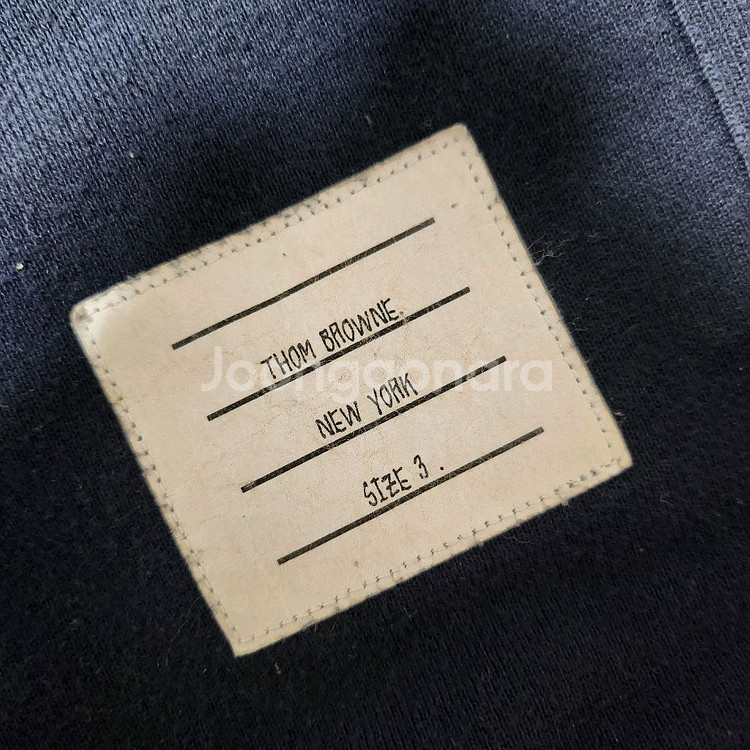 THOM BROWNE.
NEW YORK
SIZE 3 .
Joonggonara